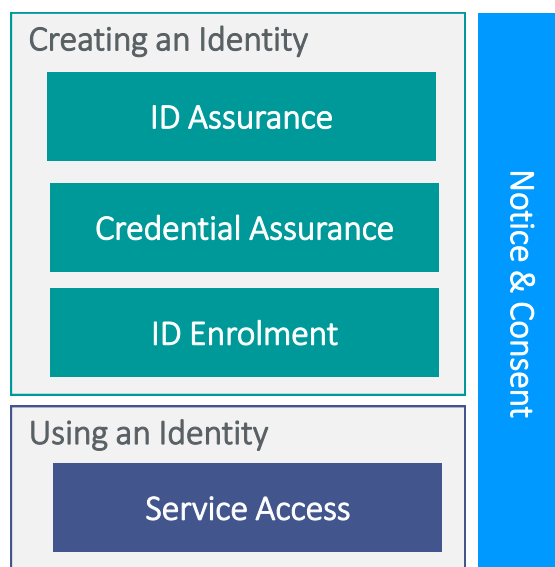 Creating an Identity
ID Assurance
Credential Assurance
ID Enrolment
Using an Identity
Service Access
Notice & Consent